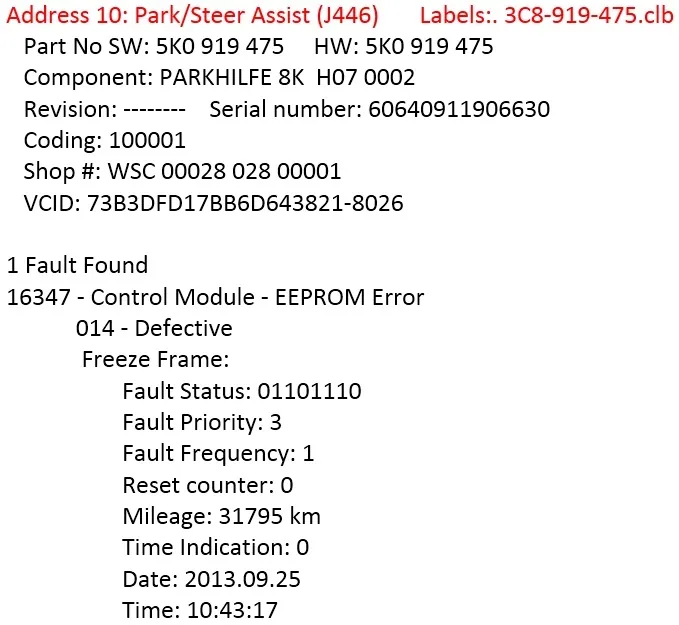 Address 10: Park/Steer Assist (J446) Labels:. 3C8-919-475.clb
Part No SW: 5K0 919 475 HW: 5K0 919 475
Component: PARKHILFE 8K H07 0002
Revision: -------- Serial number: 60640911906630
Coding: 100001
Shop #: WSC 00028 028 00001
VCID: 73B3DFD17BB6D643821-8026
1 Fault Found
16347 - Control Module - EEPROM Error
014 - Defective
Freeze Frame:
Fault Status: 01101110
Fault Priority: 3
Fault Frequency: 1
Reset counter: 0
Mileage: 31795 km
Time Indication: 0
Date: 2013.09.25
Time: 10:43:17